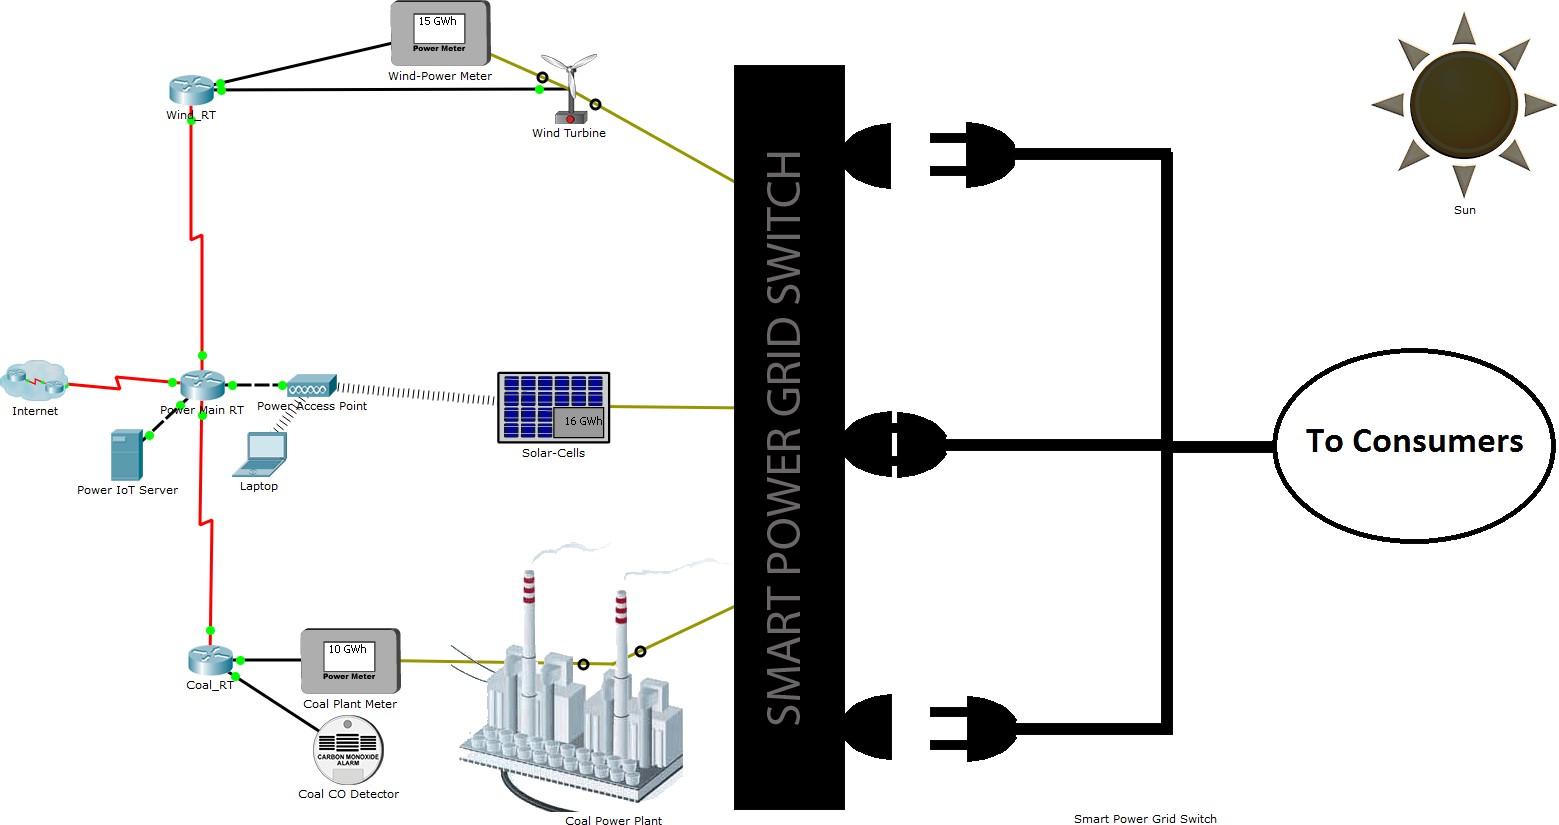 15 GWh
Power Meter
Wind-Power Meter
Wind_RT
Wind Turbine
Sun
SMART POWER GRID SWITCH
Internet
Power Main RT
Power Access Point
16 GWh
Solar-Cells
To Consumers
Power IoT Server
Laptop
10 GWh
Power Meter
Coal_RT
Coal Plant Meter
CARBON MONOXIDE
ALARM
Coal CO Detector
Coal Power Plant
Smart Power Grid Switch